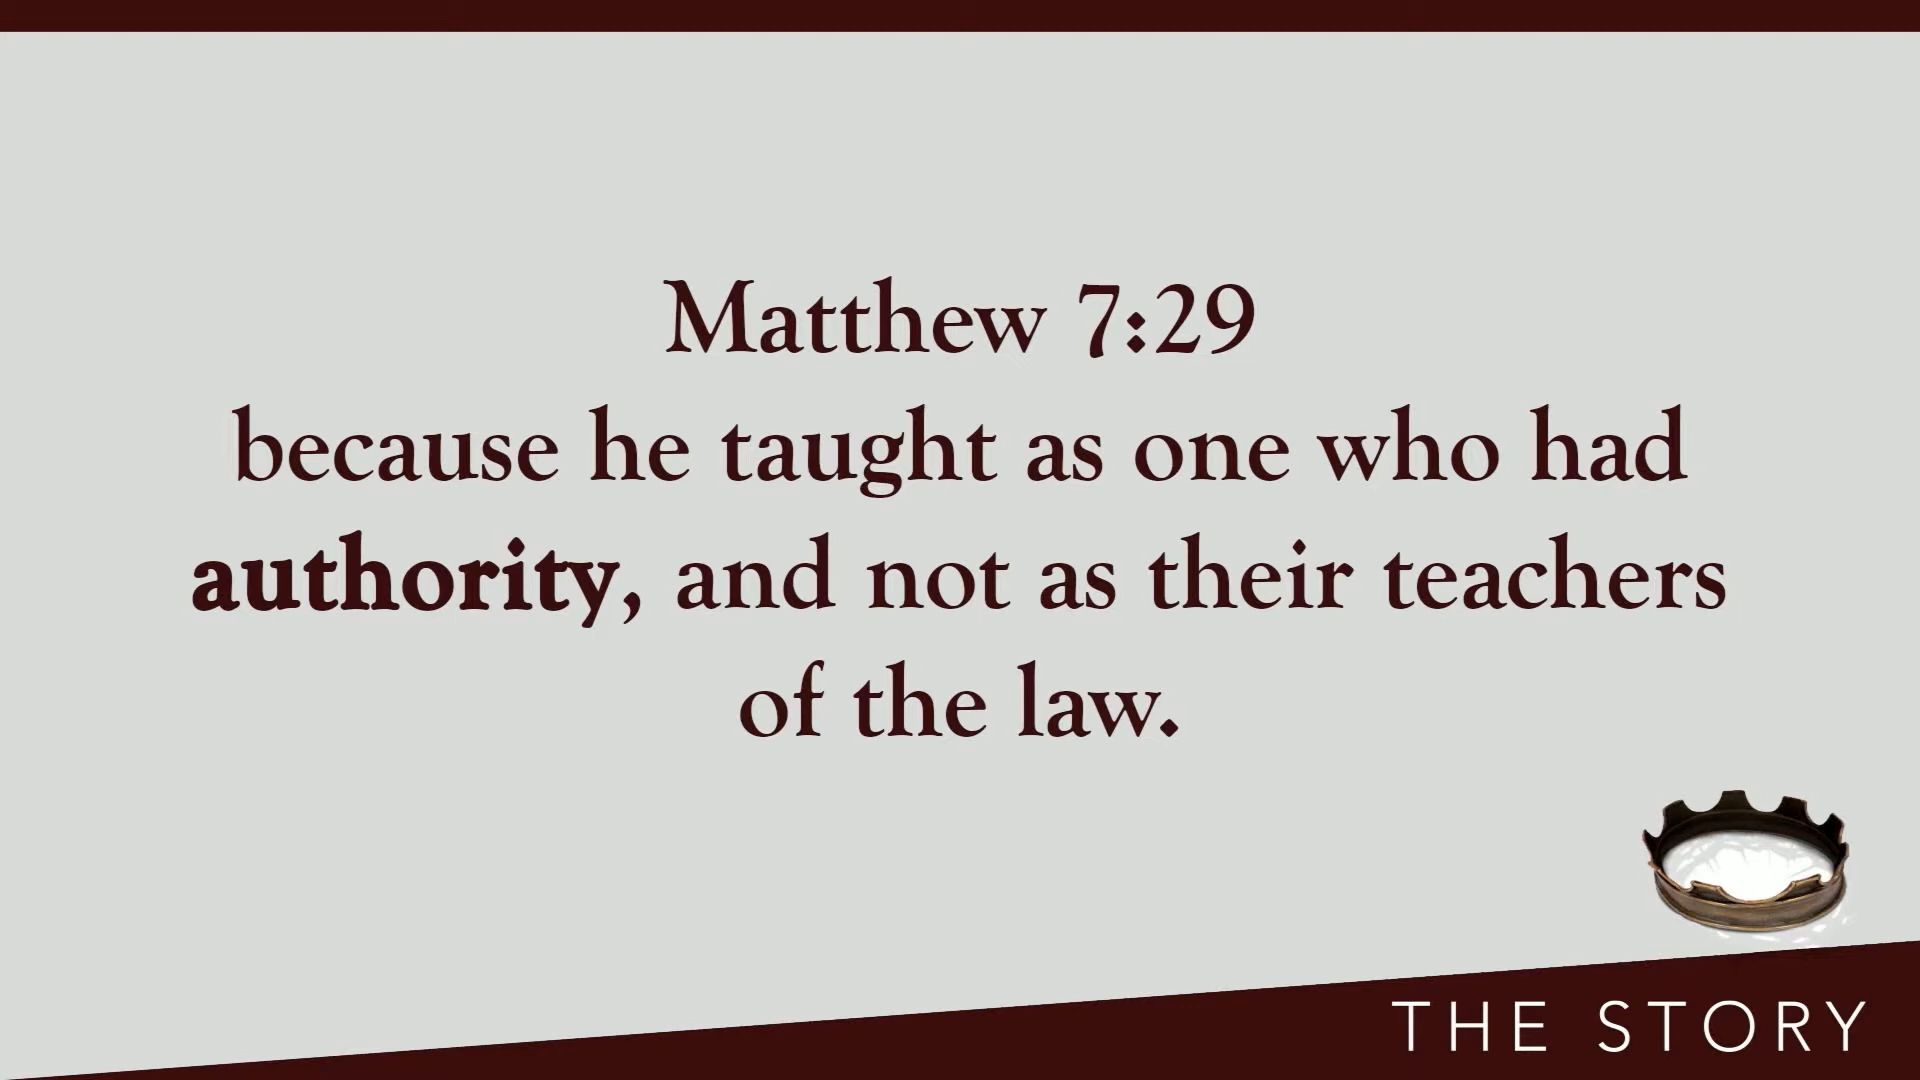 Matthew 7:29
because he taught as one who had
authority, and not as their teachers
of the law.
THE STORY